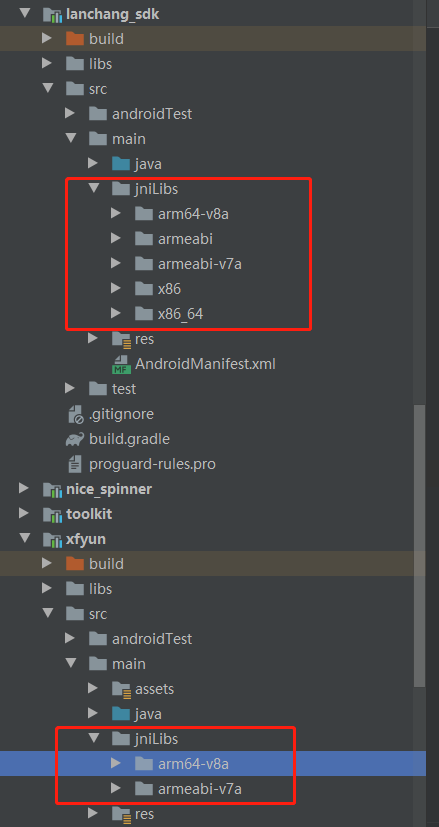 lanchang_sdk
build
libs
src
androidTest
main
java
jniLibs
arm64-v8a
armeabi
armeabi-v7a
x86
x86_64
res
MF AndroidManifest.xml
test
.gitignore
build.gradle
proguard-rules.pro
nice_spinner
toolkit
xfyun
build
libs
src
androidTest
main
assets
java
jniLibs
arm64-v8a
armeabi-v7a
res